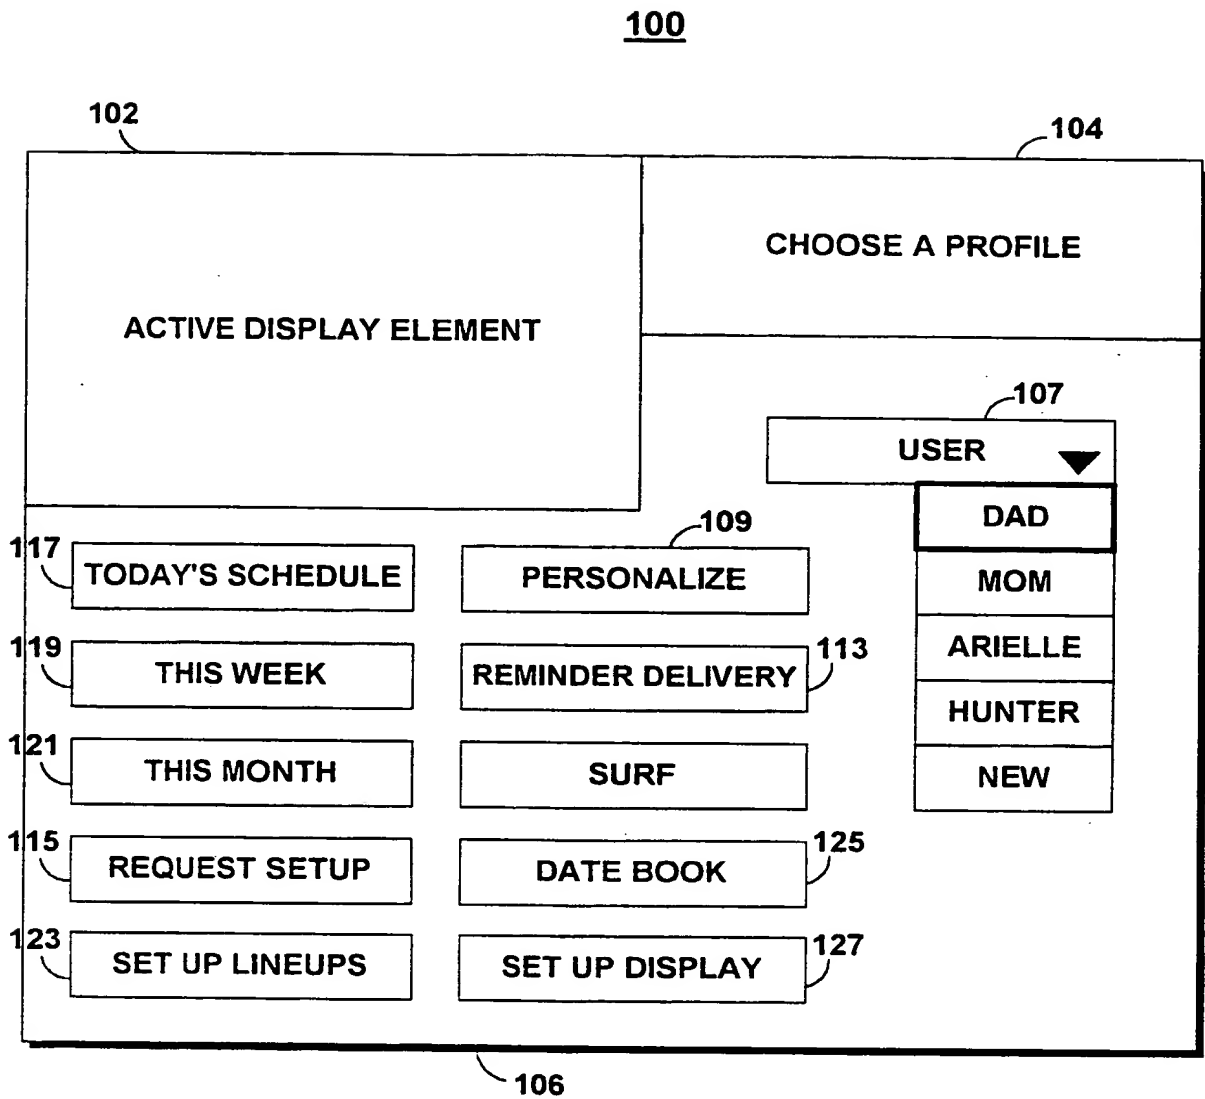 100
102
104
CHOOSE A PROFILE
ACTIVE DISPLAY ELEMENT
107
USER
DAD
MOM
ARIELLE
HUNTER
NEW
109
117
TODAY'S SCHEDULE
PERSONALIZE
119
THIS WEEK
REMINDER DELIVERY
113
121
THIS MONTH
SURF
115
REQUEST SETUP
DATE BOOK
125
123
SET UP LINEUPS
SET UP DISPLAY
127
106